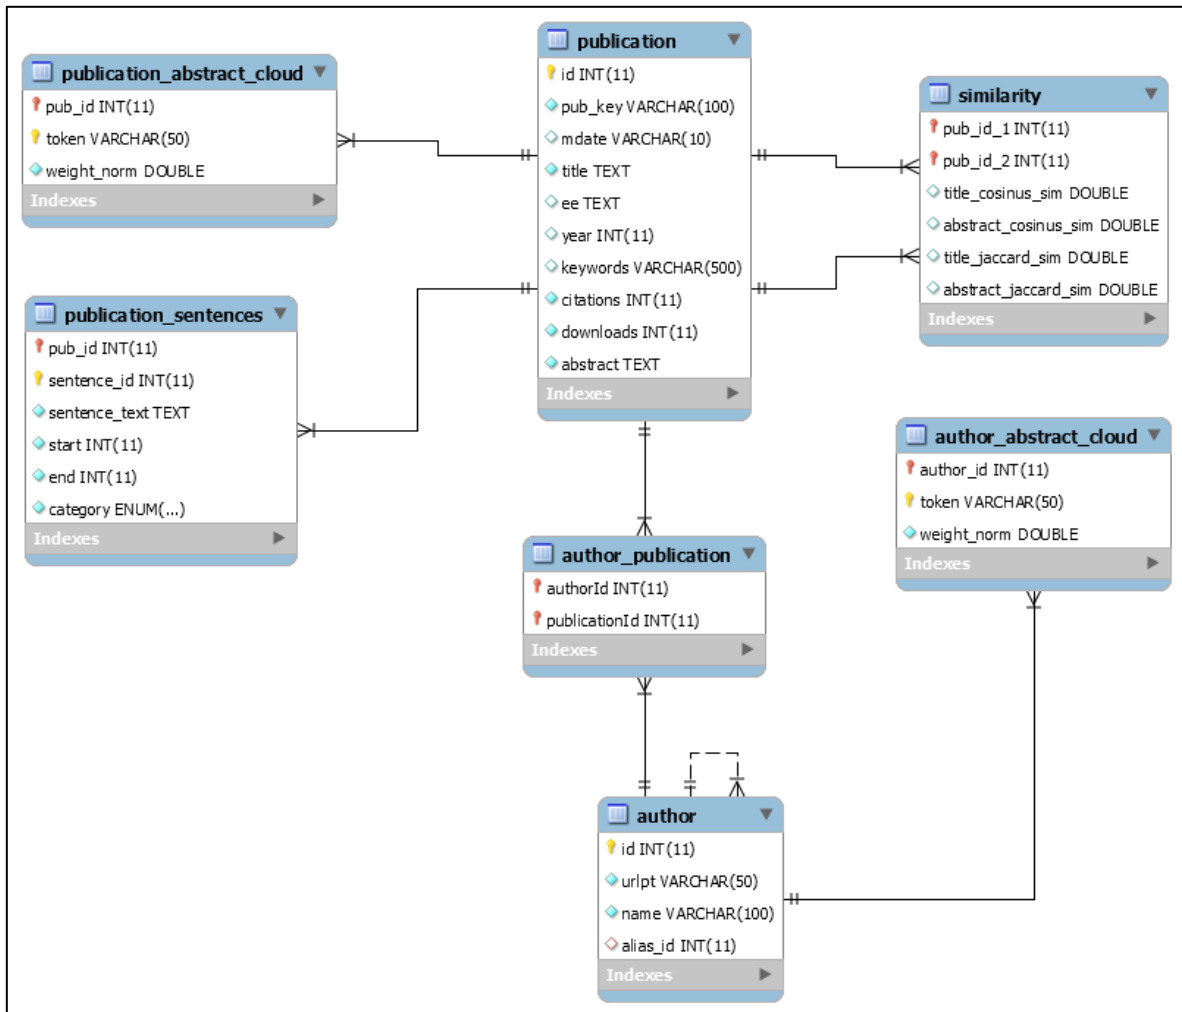 publication_abstract_cloud
pub_id INT(11)
token VARCHAR(50)
weight_norm DOUBLE
Indexes
publication
id INT(11)
pub_key VARCHAR(100)
mdate VARCHAR(10)
title TEXT
ee TEXT
year INT(11)
keywords VARCHAR(500)
citations INT(11)
downloads INT(11)
abstract TEXT
Indexes
similarity
pub_id_1 INT(11)
pub_id_2 INT(11)
title_cosinus_sim DOUBLE
abstract_cosinus_sim DOUBLE
title_jaccard_sim DOUBLE
abstract_jaccard_sim DOUBLE
Indexes
publication_sentences
pub_id INT(11)
sentence_id INT(11)
sentence_text TEXT
start INT(11)
end INT(11)
category ENUM(...)
Indexes
author_abstract_cloud
author_id INT(11)
token VARCHAR(50)
weight_norm DOUBLE
Indexes
author_publication
authorId INT(11)
publicationId INT(11)
Indexes
author
id INT(11)
urlpt VARCHAR(50)
name VARCHAR(100)
alias_id INT(11)
Indexes